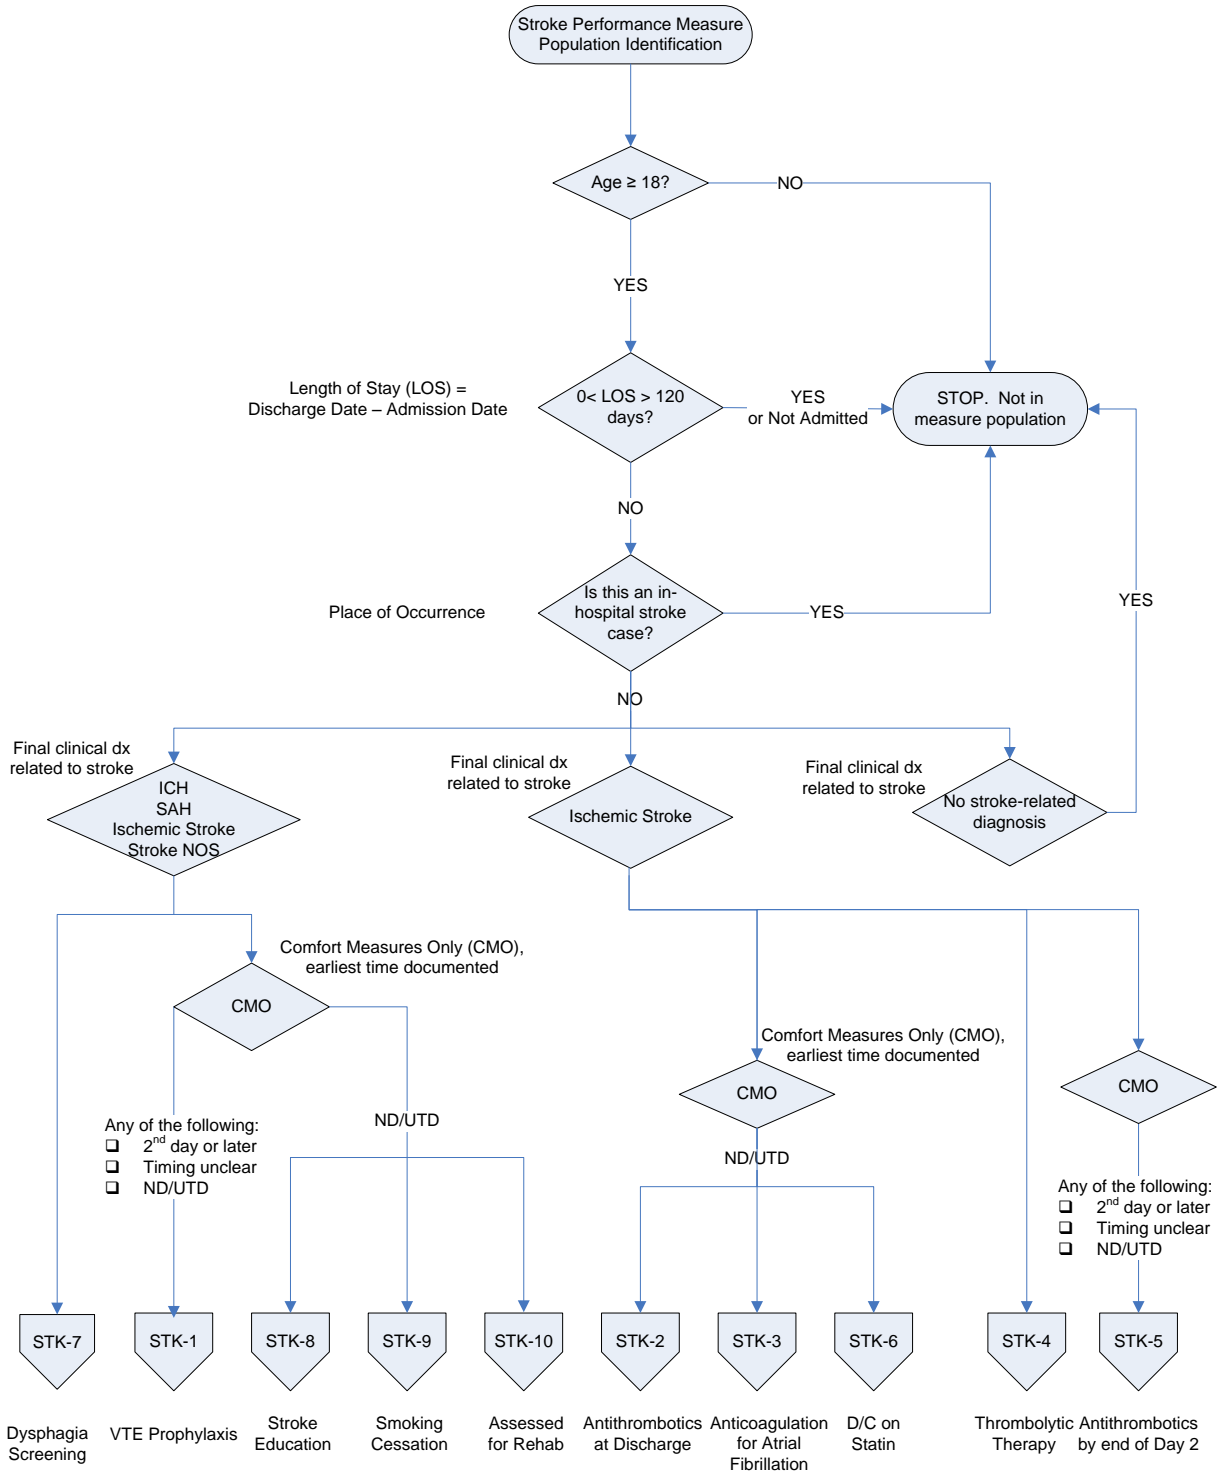 Stroke Performance Measure
Population Identification
Age ≥ 18?
NO
YES
Length of Stay (LOS) =
Discharge Date – Admission Date
0< LOS > 120
days?
YES
or Not Admitted
STOP.  Not in
measure population
NO
Place of Occurrence
Is this an in-
hospital stroke
case?
YES
YES
NO
Final clinical dx
related to stroke
ICH
SAH
Ischemic Stroke
Stroke NOS
Final clinical dx
related to stroke
Ischemic Stroke
Final clinical dx
related to stroke
No stroke-related
diagnosis
Comfort Measures Only (CMO),
earliest time documented
CMO
Comfort Measures Only (CMO),
earliest time documented
CMO
CMO
Any of the following:
❑ 2nd day or later
❑ Timing unclear
❑ ND/UTD
ND/UTD
ND/UTD
Any of the following:
❑ 2nd day or later
❑ Timing unclear
❑ ND/UTD
STK-7
STK-1
STK-8
STK-9
STK-10
STK-2
STK-3
STK-6
STK-4
STK-5
Dysphagia
Screening
VTE Prophylaxis
Stroke
Education
Smoking
Cessation
Assessed
for Rehab
Antithrombotics
at Discharge
Anticoagulation
for Atrial
Fibrillation
D/C on
Statin
Thrombolytic
Therapy
Antithrombotics
by end of Day 2